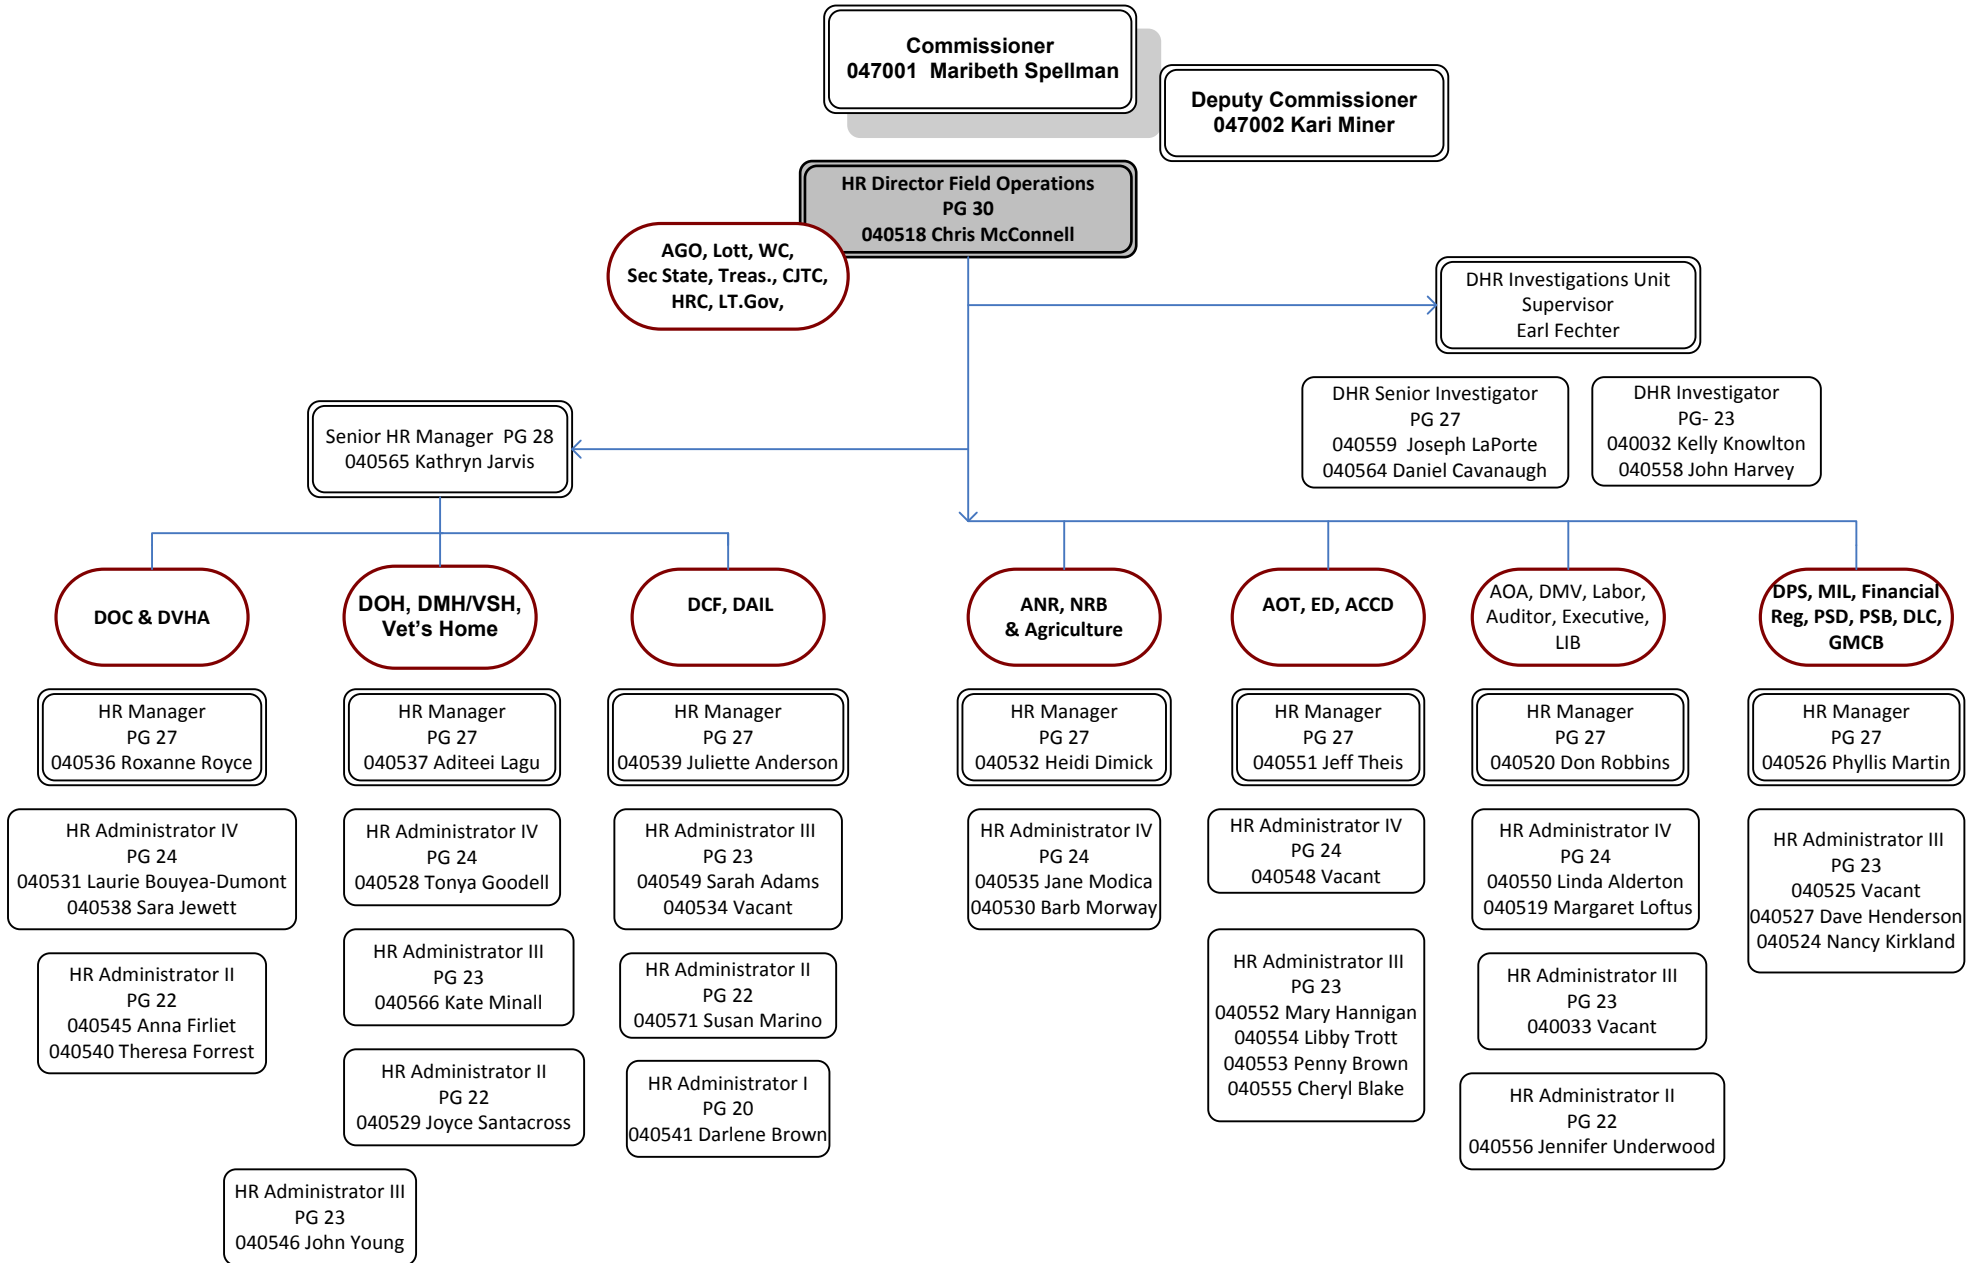 Commissioner
047001 Maribeth Spellman
Deputy Commissioner
047002 Kari Miner
HR Director Field Operations
PG 30
040518 Chris McConnell
AGO, Lott, WC,
Sec State, Treas., CJTC,
HRC, LT.Gov,
DHR Investigations Unit
Supervisor
Earl Fechter
DHR Senior Investigator
PG 27
040559 Joseph LaPorte
040564 Daniel Cavanaugh
DHR Investigator
PG- 23
040032 Kelly Knowlton
040558 John Harvey
Senior HR Manager PG 28
040565 Kathryn Jarvis
DOC & DVHA
DOH, DMH/VSH,
Vet’s Home
DCF, DAIL
ANR, NRB
& Agriculture
AOT, ED, ACCD
AOA, DMV, Labor,
Auditor, Executive,
LIB
DPS, MIL, Financial
Reg, PSD, PSB, DLC,
GMCB
HR Manager
PG 27
040536 Roxanne Royce
HR Manager
PG 27
040537 Aditeei Lagu
HR Manager
PG 27
040539 Juliette Anderson
HR Manager
PG 27
040532 Heidi Dimick
HR Manager
PG 27
040551 Jeff Theis
HR Manager
PG 27
040520 Don Robbins
HR Manager
PG 27
040526 Phyllis Martin
HR Administrator IV
PG 24
040531 Laurie Bouyea-Dumont
040538 Sara Jewett
HR Administrator IV
PG 24
040528 Tonya Goodell
HR Administrator III
PG 23
040549 Sarah Adams
040534 Vacant
HR Administrator IV
PG 24
040535 Jane Modica
040530 Barb Morway
HR Administrator IV
PG 24
040548 Vacant
HR Administrator IV
PG 24
040550 Linda Alderton
040519 Margaret Loftus
HR Administrator III
PG 23
040525 Vacant
040527 Dave Henderson
040524 Nancy Kirkland
HR Administrator II
PG 22
040545 Anna Firliet
040540 Theresa Forrest
HR Administrator III
PG 23
040566 Kate Minall
HR Administrator II
PG 22
040571 Susan Marino
HR Administrator III
PG 23
040552 Mary Hannigan
040554 Libby Trott
040553 Penny Brown
040555 Cheryl Blake
HR Administrator III
PG 23
040033 Vacant
HR Administrator II
PG 22
040529 Joyce Santacross
HR Administrator I
PG 20
040541 Darlene Brown
HR Administrator II
PG 22
040556 Jennifer Underwood
HR Administrator III
PG 23
040546 John Young